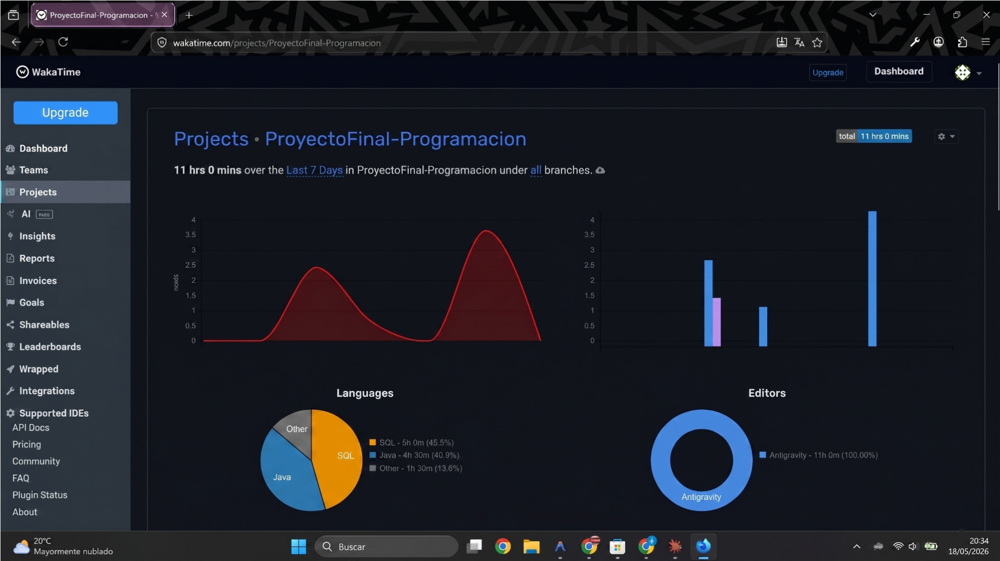 ProyectoFinal-Programacion -
wakatime.com/projects/ProyectoFinal-Programacion
WakaTime
Upgrade
Dashboard
Upgrade
Dashboard
Teams
Projects
AI FAEO
Insights
Reports
Invoices
Goals
Shareables
Leaderboards
Wrapped
Integrations
Supported IDEs
API Docs
Pricing
Community
FAQ
Plugin Status
About
Projects • ProyectoFinal-Programacion
total 11 hrs 0 mins
11 hrs 0 mins over the Last 7 Days in ProyectoFinal-Programacion under all branches.
4
3.5
3
2.5
2
1.5
1
0.5
0
4
3.5
3
2.5
2
1.5
1
0.5
0
Languages
Other
SQL
Java
SQL - 5h 0m (45.5%)
Java - 4h 30m (40.9%)
Other - 1h 30m (13.6%)
Editors
Antigravity
Antigravity - 11h 0m (100.00%)
20°C
Mayormente nublado
Buscar
20:34
18/05/2026